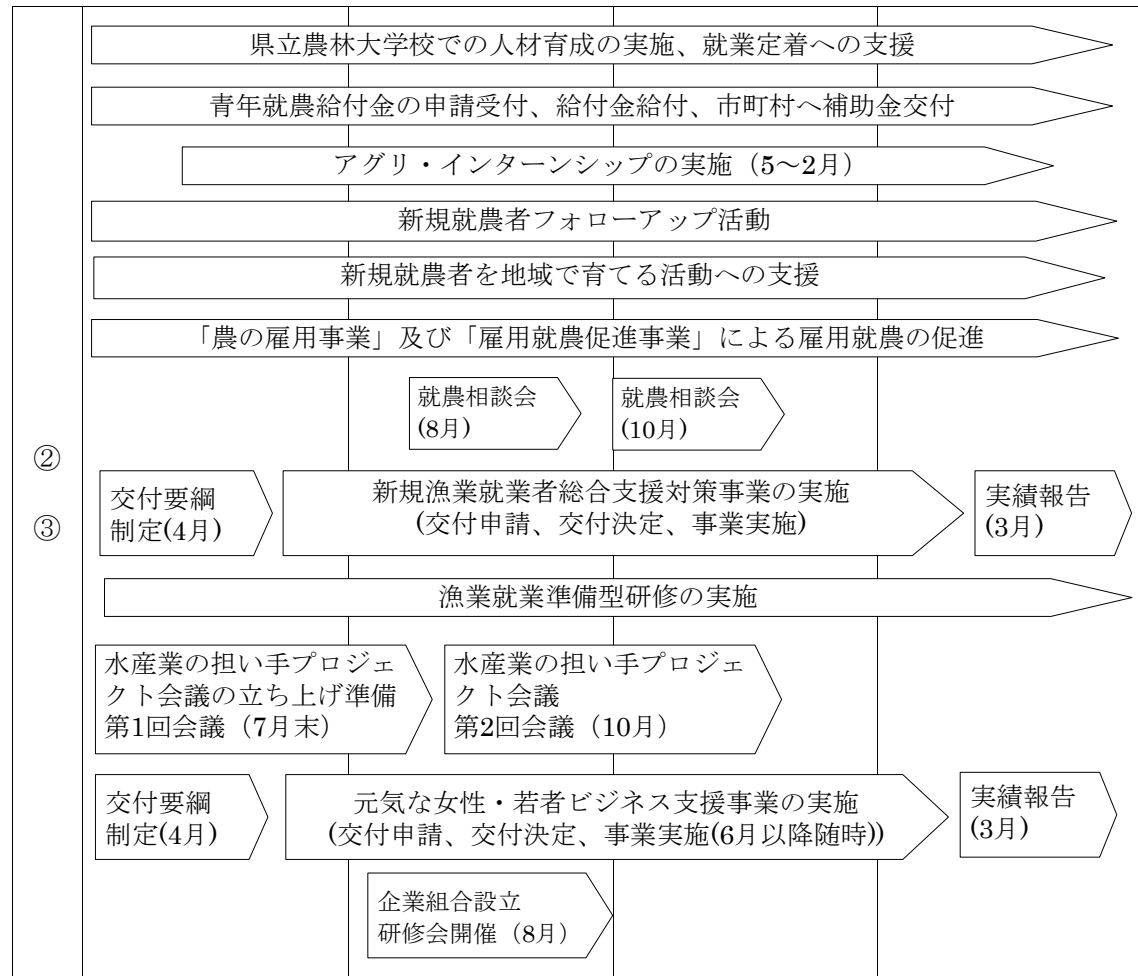 県立農林大学校での人材育成の実施、就業定着への支援
青年就農給付金の申請受付、給付金給付、市町村へ補助金交付
アグリ・インターンシップの実施（5～2月）
新規就農者フォローアップ活動
新規就農者を地域で育てる活動への支援
「農の雇用事業」及び「雇用就農促進事業」による雇用就農の促進
就農相談会
(8月)
就農相談会
(10月)
②
③
交付要綱
制定(4月)
新規漁業就業者総合支援対策事業の実施
(交付申請、交付決定、事業実施)
実績報告
(3月)
漁業就業準備型研修の実施
水産業の担い手プロジェ
クト会議の立ち上げ準備
第1回会議（7月末）
水産業の担い手プロジェ
クト会議
第2回会議（10月）
交付要綱
制定(4月)
元気な女性・若者ビジネス支援事業の実施
(交付申請、交付決定、事業実施(6月以降随時))
実績報告
(3月)
企業組合設立
研修会開催（8月）